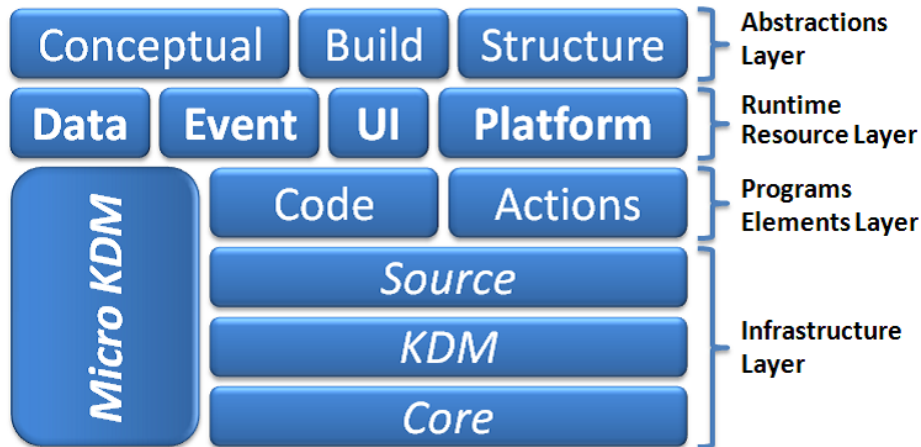 Conceptual Build Structure
Abstractions
Layer
Data Event UI Platform
Runtime
Resource Layer
Micro KDM
Code Actions
Programs
Elements Layer
Source
KDM
Core
Infrastructure
Layer